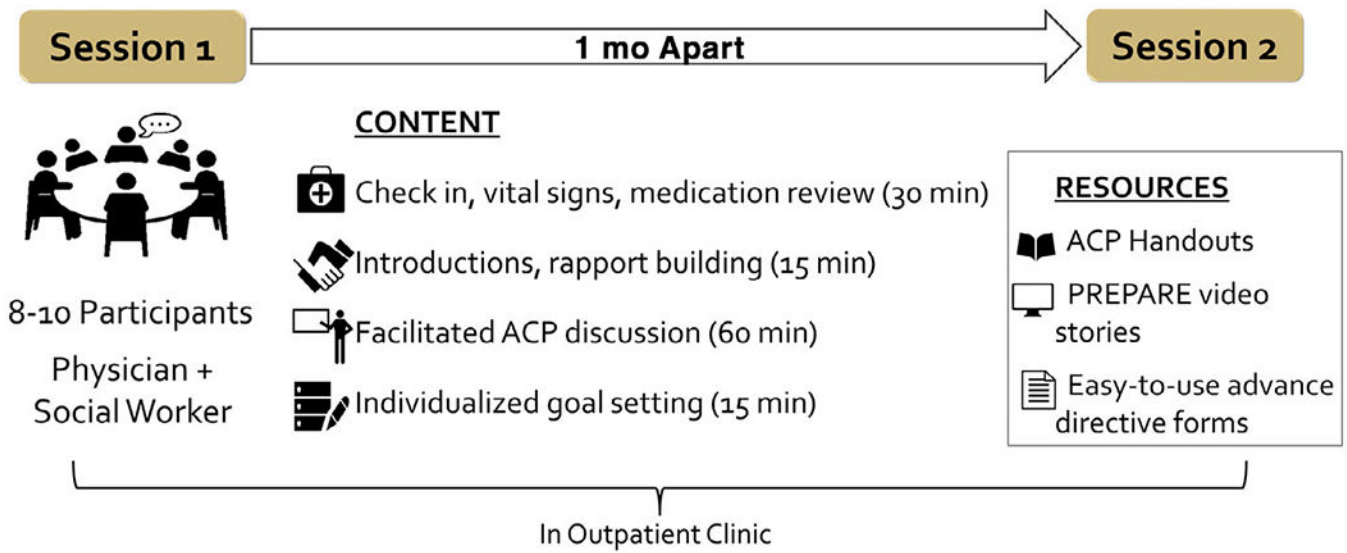 Session 1
1 mo Apart
Session 2
8-10 Participants
Physician +
Social Worker
CONTENT
Check in, vital signs, medication review (30 min)
Introductions, rapport building (15 min)
Facilitated ACP discussion (60 min)
Individualized goal setting (15 min)
RESOURCES
ACP Handouts
PREPARE video
stories
Easy-to-use advance
directive forms
In Outpatient Clinic